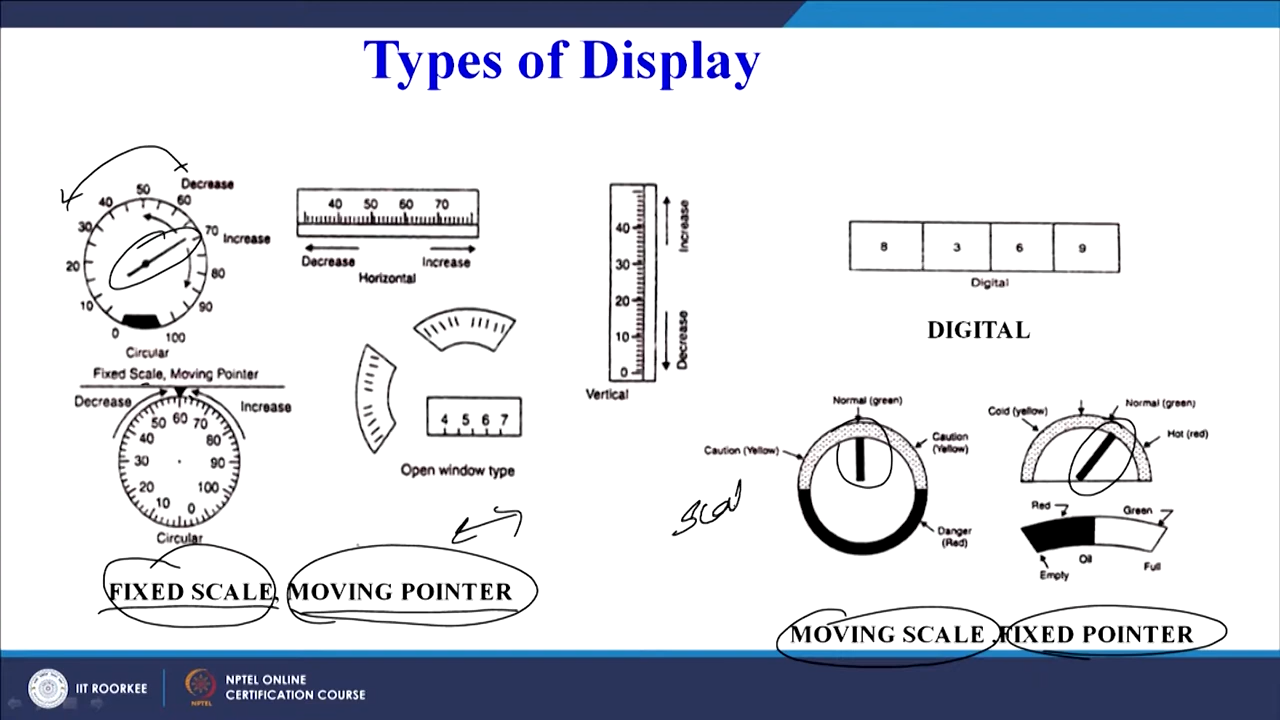 Types of Display
Decrease
0 10 20 30 40 50 60 70 80 90 100
Increase
Circular
Fixed Scale, Moving Pointer
40 50 60 70
Decrease Increase
Horizontal
Decrease
Increase
0 10 20 30 40 50 60 70 80 90 100
Circular
4 5 6 7
Open window type
FIXED SCALE, MOVING POINTER
40
30
20
10
0
Increase
Decrease
Vertical
8 3 6 9
Digital
DIGITAL
Normal (green)
Caution (Yellow)
Caution
(Yellow)
Danger
(Red)
Cold (yellow)
Normal (green)
Hot (red)
Red
Green
Oil
Empty
Full
MOVING SCALE ,FIXED POINTER
IIT ROORKEE
NPTEL
NPTEL ONLINE
CERTIFICATION COURSE